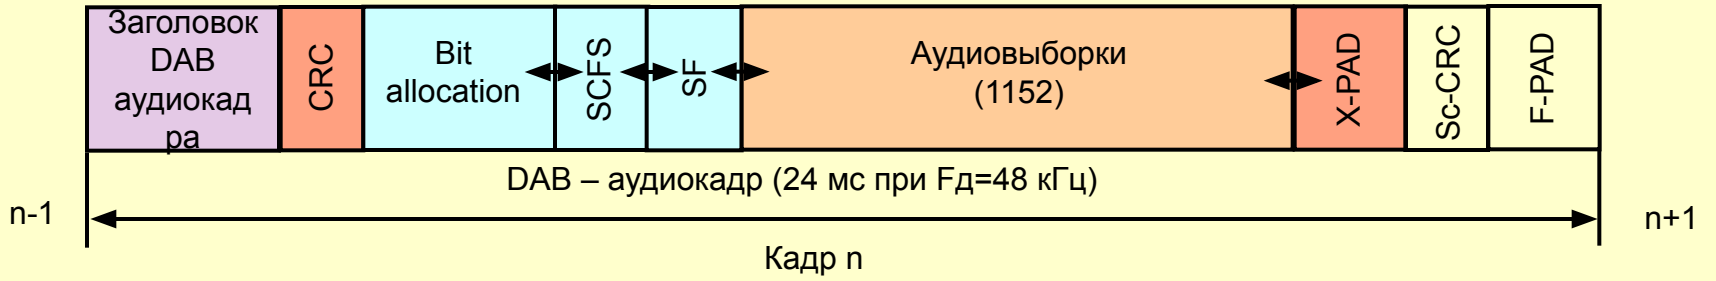 Заголовок
DAB
аудиокад
ра
CRC
Bit
allocation
SCFS
SF
Аудиовыборки
(1152)
X-PAD
Sc-CRC
F-PAD
DAB – аудиокадр (24 мс при Fд=48 кГц)
n-1
n+1
Кадр n